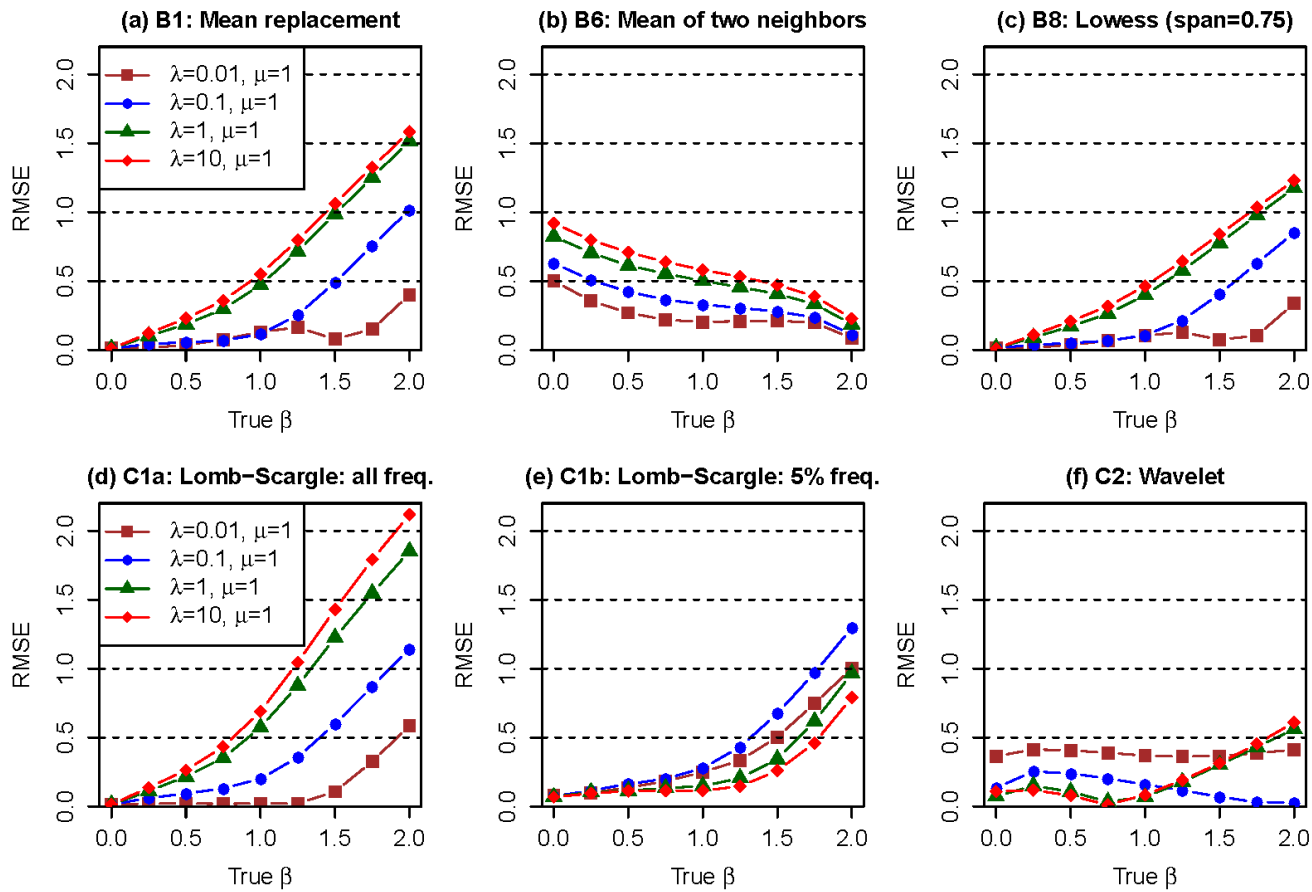 (a) B1: Mean replacement
(b) B6: Mean of two neighbors
(c) B8: Lowess (span=0.75)
RMSE
0.0 0.5 1.0 1.5 2.0
λ=0.01, μ=1
λ=0.1, μ=1
λ=1, μ=1
λ=10, μ=1
0.0 0.5 1.0 1.5 2.0
True β
RMSE
0.0 0.5 1.0 1.5 2.0
0.0 0.5 1.0 1.5 2.0
True β
RMSE
0.0 0.5 1.0 1.5 2.0
0.0 0.5 1.0 1.5 2.0
True β
(d) C1a: Lomb−Scargle: all freq.
(e) C1b: Lomb−Scargle: 5% freq.
(f) C2: Wavelet
RMSE
0.0 0.5 1.0 1.5 2.0
λ=0.01, μ=1
λ=0.1, μ=1
λ=1, μ=1
λ=10, μ=1
0.0 0.5 1.0 1.5 2.0
True β
RMSE
0.0 0.5 1.0 1.5 2.0
0.0 0.5 1.0 1.5 2.0
True β
RMSE
0.0 0.5 1.0 1.5 2.0
0.0 0.5 1.0 1.5 2.0
True β